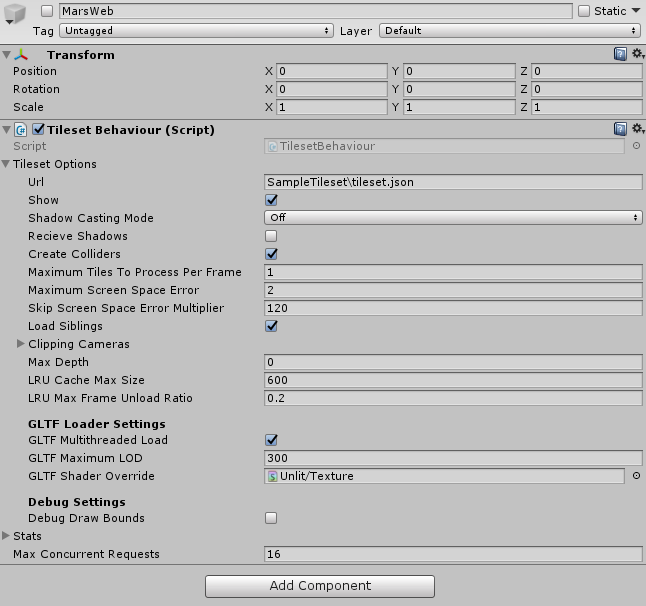 MarsWeb Static
Tag Untagged Layer Default
Transform
Position X 0 Y 0 Z 0
Rotation X 0 Y 0 Z 0
Scale X 1 Y 1 Z 1
Tileset Behaviour (Script)
Script TilesetBehaviour
Tileset Options
Url SampleTileset\tileset.json
Show
Shadow Casting Mode Off
Recieve Shadows
Create Colliders
Maximum Tiles To Process Per Frame 1
Maximum Screen Space Error 2
Skip Screen Space Error Multiplier 120
Load Siblings
Clipping Cameras
Max Depth 0
LRU Cache Max Size 600
LRU Max Frame Unload Ratio 0.2
GLTF Loader Settings
GLTF Multithreaded Load
GLTF Maximum LOD 300
GLTF Shader Override Unlit/Texture
Debug Settings
Debug Draw Bounds
Stats
Max Concurrent Requests 16
Add Component